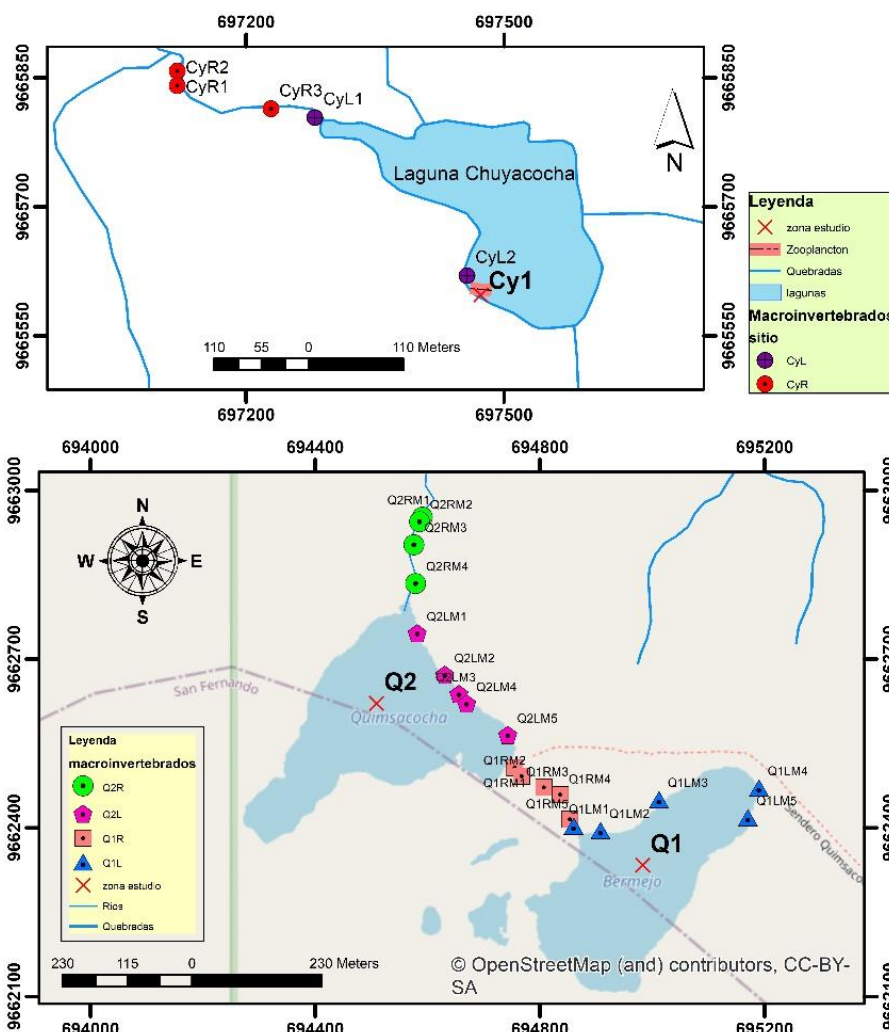 697200
697500
9665850
9665850
CyR2
CyR1
CyR3
CyL1
N
Laguna Chuyacocha
9665700
9665700
CyL2
Cy1
9665550
9665550
110 55 0 110 Meters
697200
697500
Leyenda
zona estudio
Zooplancton
Quebradas
lagunas
Macroinvertebrados
sitio
CyL
CyR
694000
694400
694800
695200
9663000
9663000
N
W
E
S
Q2RM1
Q2RM2
Q2RM3
Q2RM4
Q2LM1
9662700
9662700
Q2LM2
Q2LM3
Q2LM4
San Fernando
Q2
Quimsacocha
Q2LM5
Q1RM2
Q1RM3
Q1RM1
Q1RM4
Q1RM5
Q1LM1
Q1LM2
Q1LM3
Q1LM4
Q1LM5
9662400
9662400
Q1
Bermejo
Sendero Quimsaco
Leyenda
macroinvertebrados
Q2R
Q2L
Q1R
Q1L
zona estudio
Rios
Quebradas
230 115 0 230 Meters
© OpenStreetMap (and) contributors, CC-BY-
SA
9662100
9662100
694000
694400
694800
695200